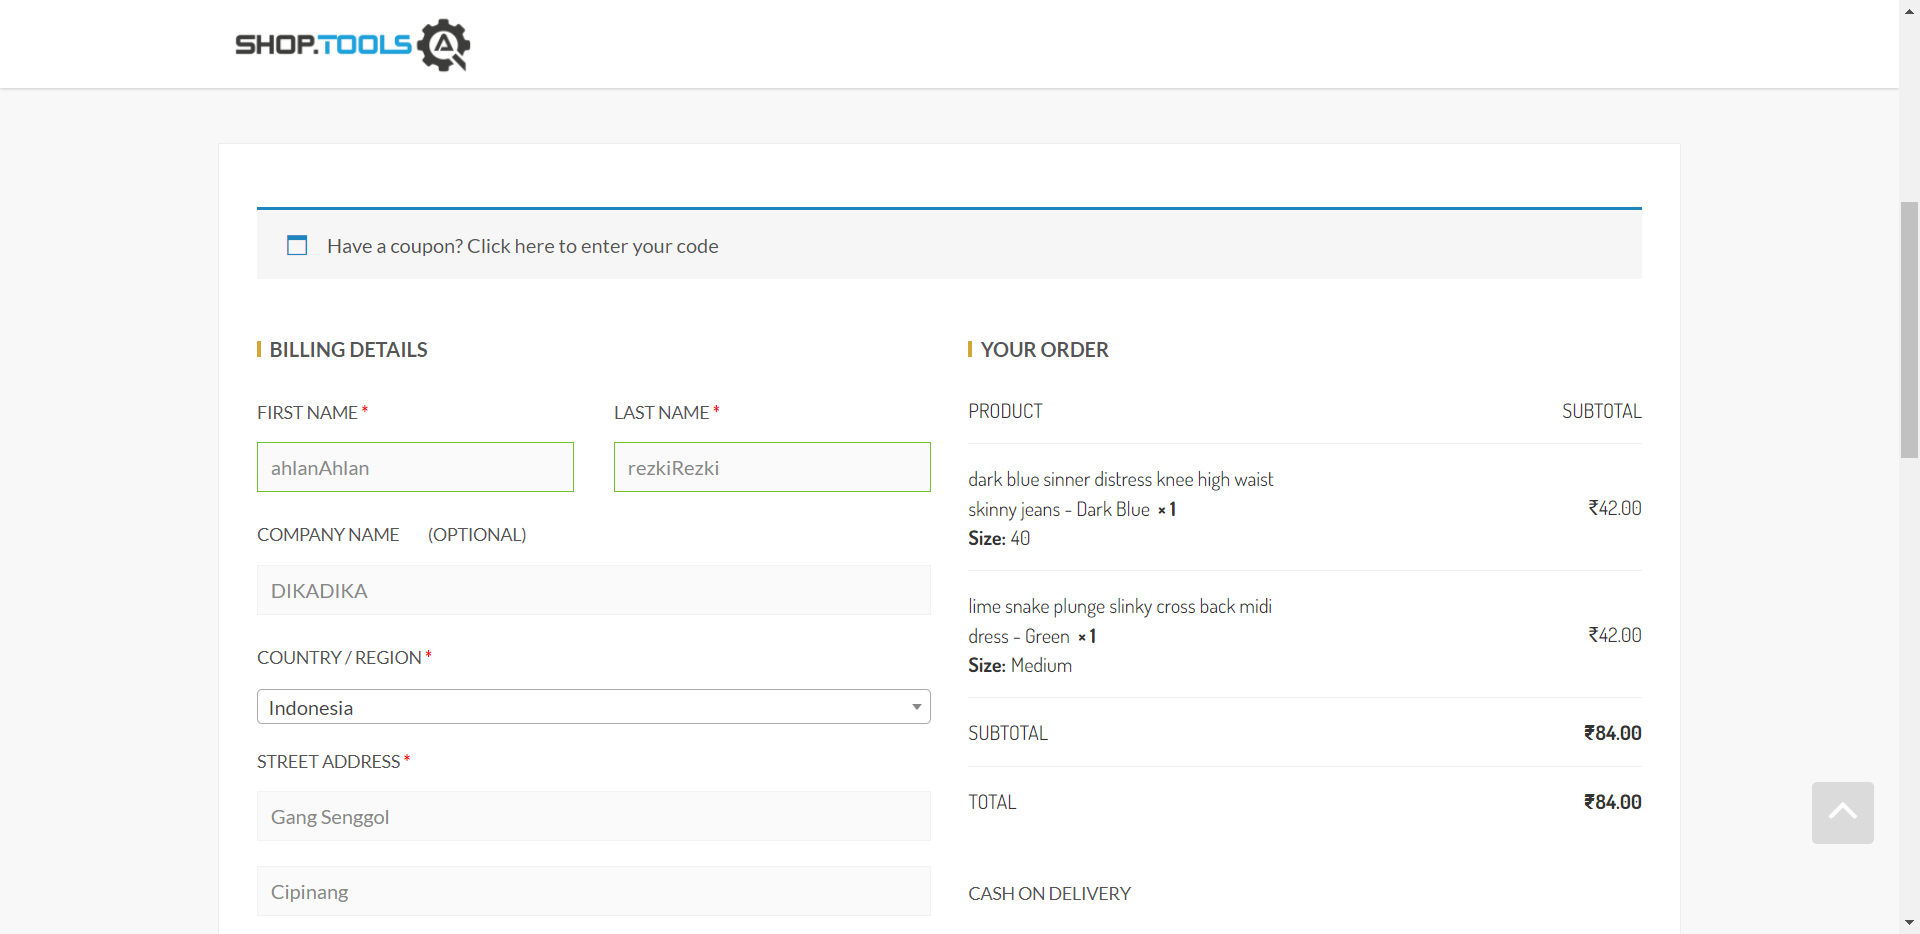 SHOP.TOOLS
Have a coupon? Click here to enter your code
BILLING DETAILS
FIRST NAME *
LAST NAME *
ahlanAhlan
rezkiRezki
COMPANY NAME (OPTIONAL)
DIKADIKA
COUNTRY / REGION *
Indonesia
STREET ADDRESS *
Gang Senggol
Cipinang
YOUR ORDER
PRODUCT SUBTOTAL
dark blue sinner distress knee high waist
skinny jeans - Dark Blue × 1
₹42.00
Size: 40
lime snake plunge slinky cross back midi
dress - Green × 1
₹42.00
Size: Medium
SUBTOTAL ₹84.00
TOTAL ₹84.00
CASH ON DELIVERY